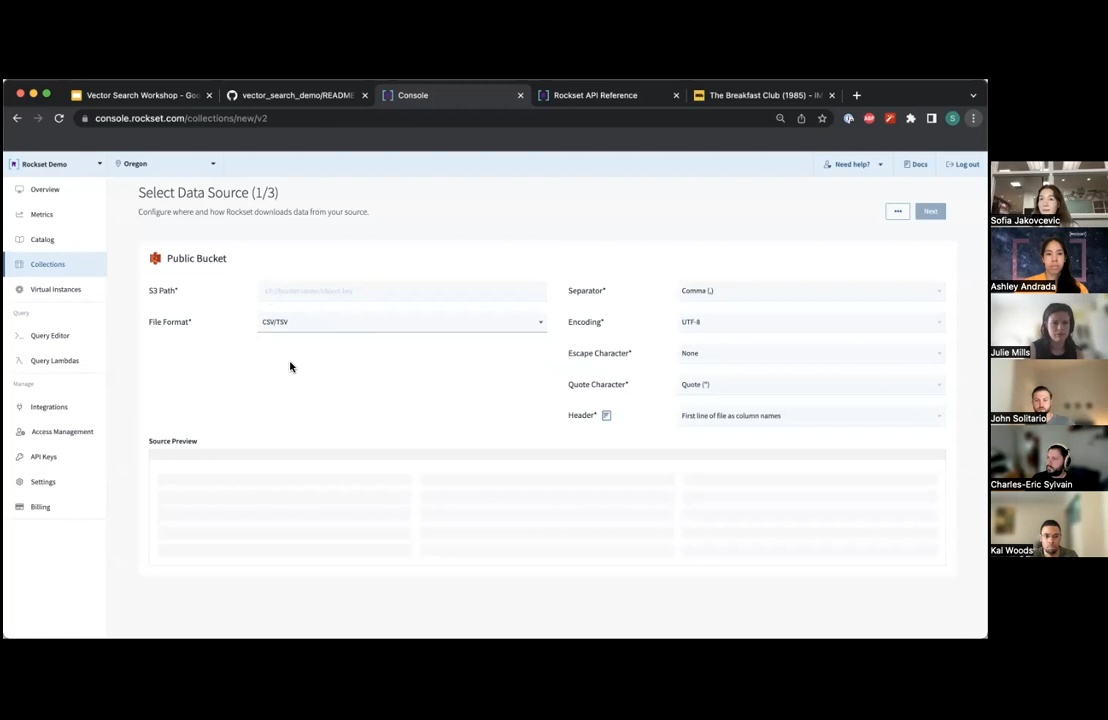 Vector Search Workshop - Goo
vector_search_demo/README
Console
Rockset API Reference
The Breakfast Club (1985) - IM
console.rockset.com/collections/new/v2
Rockset Demo
Oregon
Need help?
Docs
Log out
Overview
Metrics
Catalog
Collections
Virtual Instances
Query
Query Editor
Query Lambdas
Manage
Integrations
Access Management
API Keys
Settings
Billing
Select Data Source (1/3)
Configure where and how Rockset downloads data from your source.
Next
Public Bucket
S3 Path*
File Format*
CSV/TSV
Separator*
Comma (,)
Encoding*
UTF-8
Escape Character*
None
Quote Character*
Quote (")
Header*
First line of file as column names
Source Preview
Sofia Jakovcevic
Ashley Andrada
Julie Mills
John Solitario
Charles-Eric Sylvain
Kal Woods